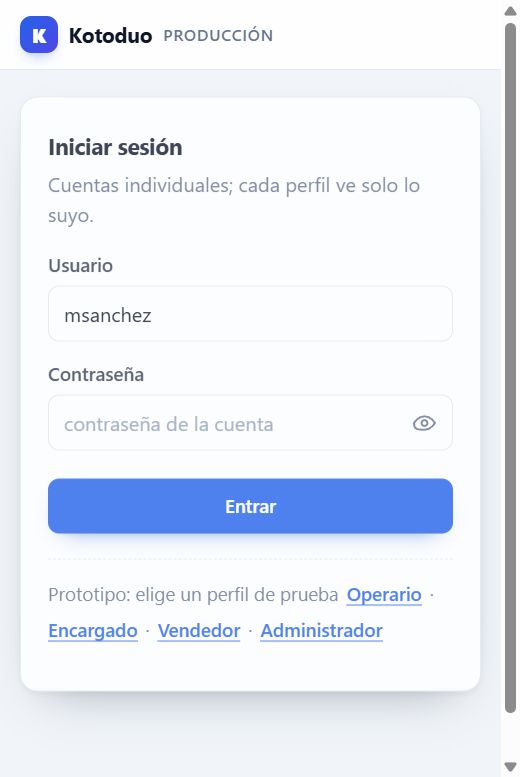 K Kotoduo PRODUCCIÓN
Iniciar sesión
Cuentas individuales; cada perfil ve solo lo
suyo.
Usuario
msanchez
Contraseña
contraseña de la cuenta
Entrar
Prototipo: elige un perfil de prueba Operario ·
Encargado · Vendedor · Administrador